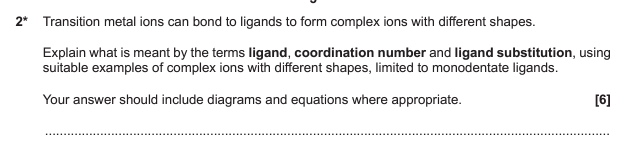 2* Transition metal ions can bond to ligands to form complex ions with different shapes.
Explain what is meant by the terms ligand, coordination number and ligand substitution, using
suitable examples of complex ions with different shapes, limited to monodentate ligands.
Your answer should include diagrams and equations where appropriate. [6]